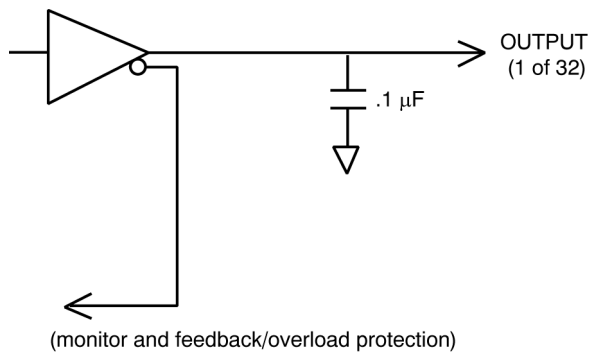 OUTPUT
(1 of 32)
.1 μF
(monitor and feedback/overload protection)